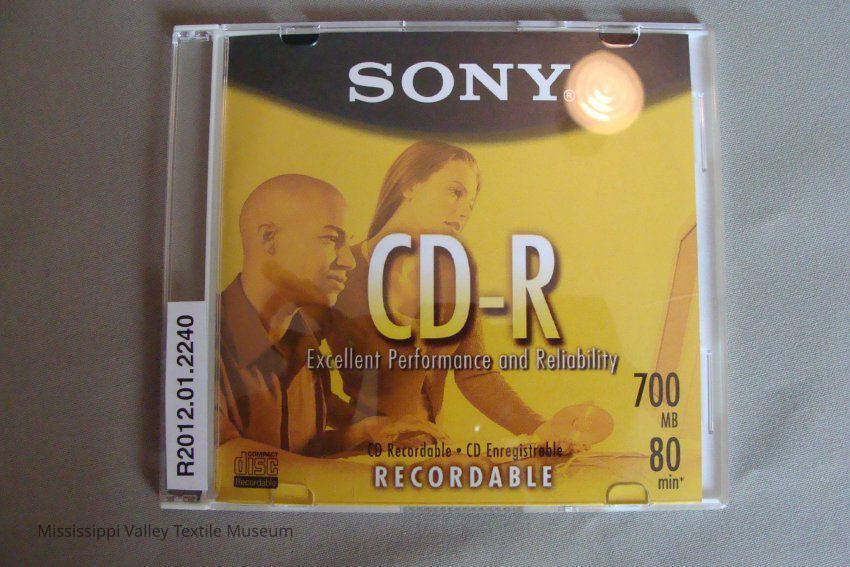 SONY®
CD-R
Excellent Performance and Reliability
700
MB
80
min*
CD Recordable • CD Enregistrable
RECORDABLE
COMPACT
disc
Recordable
R2012.01.2240
Mississippi Valley Textile Museum